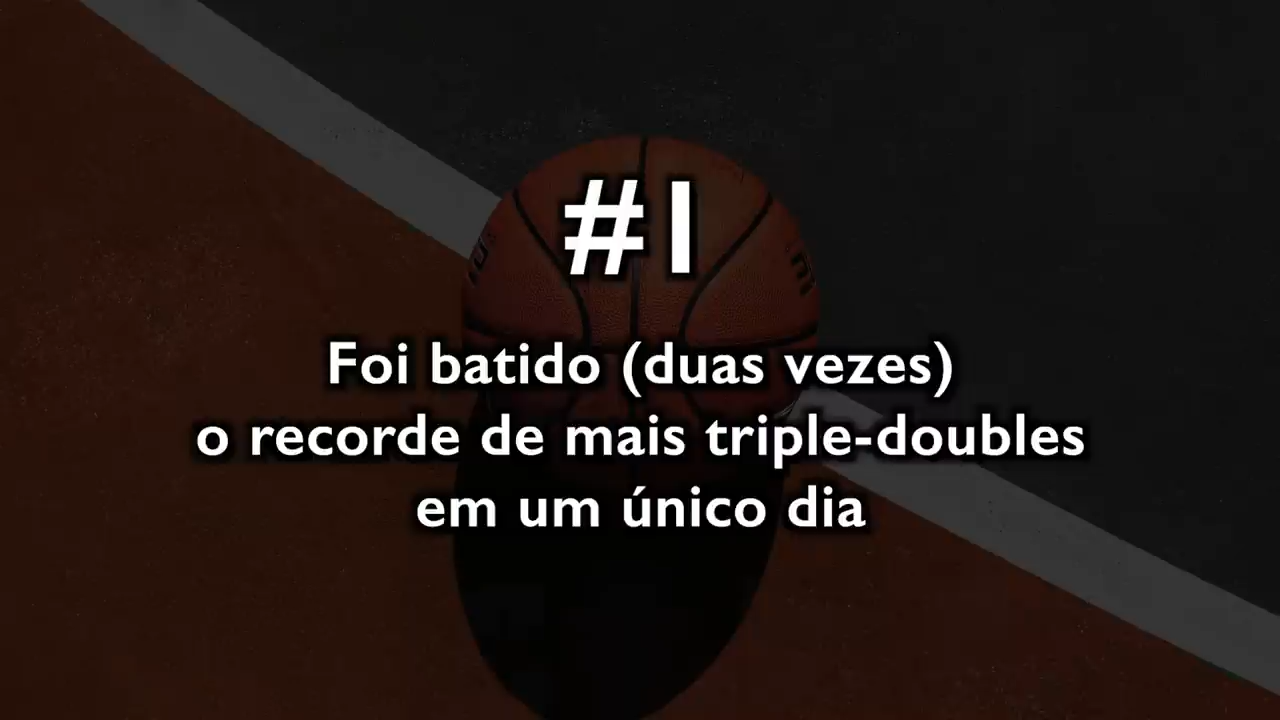 #1
Foi batido (duas vezes)
o recorde de mais triple-doubles
em um único dia